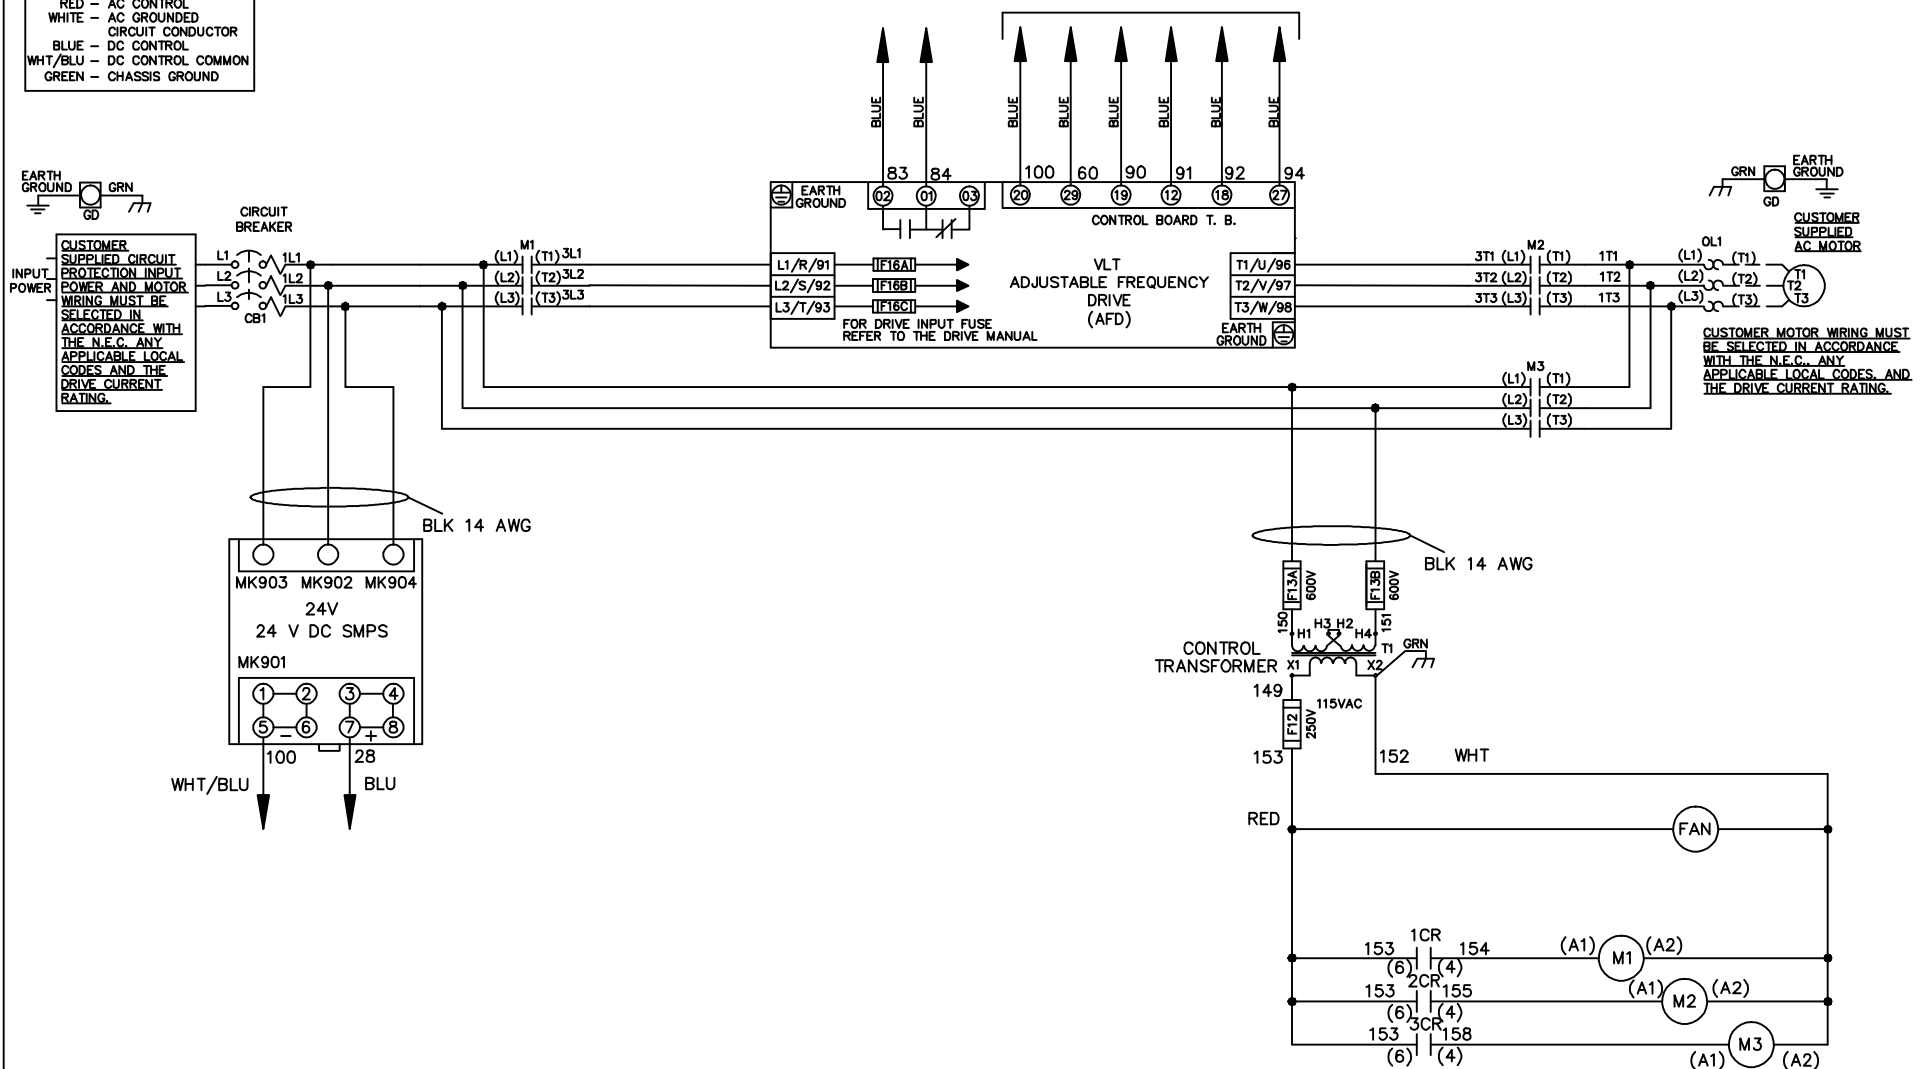 RED – AC CONTROL
WHITE – AC GROUNDED
CIRCUIT CONDUCTOR
BLUE – DC CONTROL
WHT/BLU – DC CONTROL COMMON
GREEN – CHASSIS GROUND
BLUE
BLUE
BLUE
BLUE
BLUE
BLUE
BLUE
BLUE
83
84
100
60
90
91
92
94
EARTH
GROUND
02
01
03
20
29
19
12
18
27
CONTROL BOARD T. B.
EARTH
GROUND
GRN
GD
CIRCUIT
BREAKER
CUSTOMER
SUPPLIED CIRCUIT
PROTECTION INPUT
POWER AND MOTOR
WIRING MUST BE
SELECTED IN
ACCORDANCE WITH
THE N.E.C. ANY
APPLICABLE LOCAL
CODES AND THE
DRIVE CURRENT
RATING.
INPUT
POWER
L1
1L1
L2
1L2
L3
1L3
CB1
M1
(L1) (T1) 3L1
(L2) (T2) 3L2
(L3) (T3) 3L3
L1/R/91
L2/S/92
L3/T/93
F16A
F16B
F16C
FOR DRIVE INPUT FUSE
REFER TO THE DRIVE MANUAL
VLT
ADJUSTABLE FREQUENCY
DRIVE
(AFD)
T1/U/96
T2/V/97
T3/W/98
EARTH
GROUND
M2
3T1 (L1) (T1) 1T1
3T2 (L2) (T2) 1T2
3T3 (L3) (T3) 1T3
OL1
(L1) (T1)
(L2) (T2)
(L3) (T3)
T1
T2
T3
GRN
EARTH
GROUND
GD
CUSTOMER
SUPPLIED
AC MOTOR
CUSTOMER MOTOR WIRING MUST
BE SELECTED IN ACCORDANCE
WITH THE N.E.C., ANY
APPLICABLE LOCAL CODES, AND
THE DRIVE CURRENT RATING.
M3
(L1) (T1)
(L2) (T2)
(L3) (T3)
BLK 14 AWG
MK903 MK902 MK904
24V
24 V DC SMPS
MK901
1 2 3 4
5 6 7 8
– +
100
28
WHT/BLU
BLU
BLK 14 AWG
F13A
600V
F13B
600V
150
151
H1 H3 H2 H4
T1
GRN
CONTROL
TRANSFORMER
X1
X2
149
115VAC
F12
250V
153
152
WHT
RED
FAN
1CR
153 154
(6) (4)
(A1) M1 (A2)
2CR
153 155
(6) (4)
(A1) M2 (A2)
3CR
153 158
(6) (4)
(A1) M3 (A2)